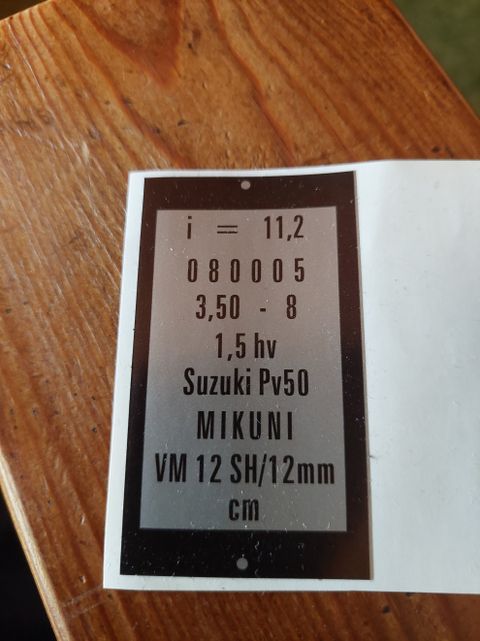 i = 11,2
080005
3,50 - 8
1,5 hv
Suzuki Pv50
MIKUNI
VM 12 SH/12mm
cm